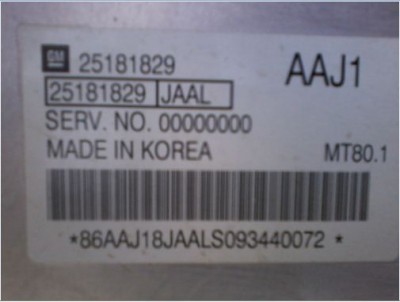 GM 25181829 AAJ1
25181829 JAAL
SERV. NO. 00000000
MADE IN KOREA MT80.1
*86AAJ18JAALS093440072*